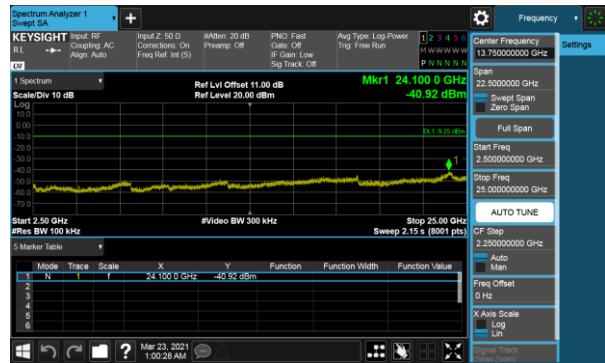 Spectrum Analyzer 1
Swept SA
+
Frequency
KEYSIGHT Input: RF Input Z: 50 Ω #Atten: 20 dB PNO: Fast Avg Type: Log-Power 1 2 3 4 5 6
RL Coupling: AC Corrections: On Preamp: Off Gate: Off Trig: Free Run M W W W W W
Align: Auto Freq Ref: Int (S) IF Gain: Low
Sig Track: Off P N N N N N
LXI
1 Spectrum
Ref Lvl Offset 11.00 dB Mkr1 24.100 0 GHz
Scale/Div 10 dB Ref Level 20.00 dBm -40.92 dBm
Log
10.0
0.00
-10.0
DL1 -9.25 dBm
-20.0
-30.0
1
-40.0
-50.0
-60.0
-70.0
Start 2.50 GHz #Video BW 300 kHz Stop 25.00 GHz
#Res BW 100 kHz Sweep 2.15 s (8001 pts)
5 Marker Table
Mode Trace Scale X Y Function Function Width Function Value
1 N 1 f 24.100 0 GHz -40.92 dBm
2
3
4
5
6
Mar 23, 2021
1:00:28 AM
Center Frequency
13.750000000 GHz
Settings
Span
22.5000000 GHz
Swept Span
Zero Span
Full Span
Start Freq
2.500000000 GHz
Stop Freq
25.000000000 GHz
AUTO TUNE
CF Step
2.250000000 GHz
Auto
Man
Freq Offset
0 Hz
X Axis Scale
Log
Lin
Signal Track
(Span Zoom)